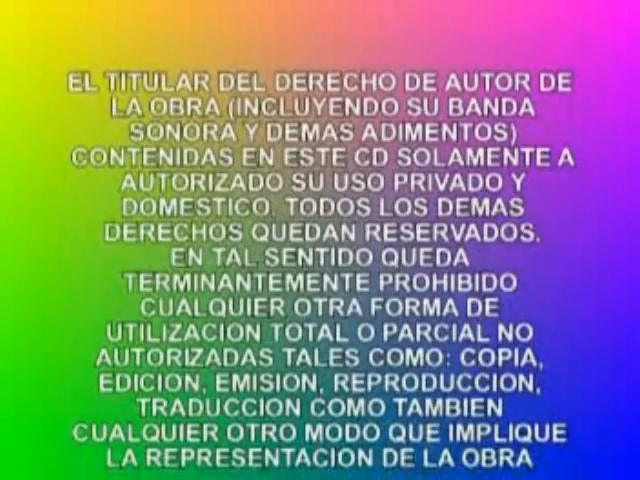 EL TITULAR DEL DERECHO DE AUTOR DE
LA OBRA (INCLUYENDO SU BANDA
SONORA Y DEMAS ADIMENTOS)
CONTENIDAS EN ESTE CD SOLAMENTE A
AUTORIZADO SU USO PRIVADO Y
DOMESTICO. TODOS LOS DEMAS
DERECHOS QUEDAN RESERVADOS.
EN TAL SENTIDO QUEDA
TERMINANTEMENTE PROHIBIDO
CUALQUIER OTRA FORMA DE
UTILIZACION TOTAL O PARCIAL NO
AUTORIZADAS TALES COMO: COPIA,
EDICION, EMISION, REPRODUCCION,
TRADUCCION COMO TAMBIEN
CUALQUIER OTRO MODO QUE IMPLIQUE
LA REPRESENTACION DE LA OBRA